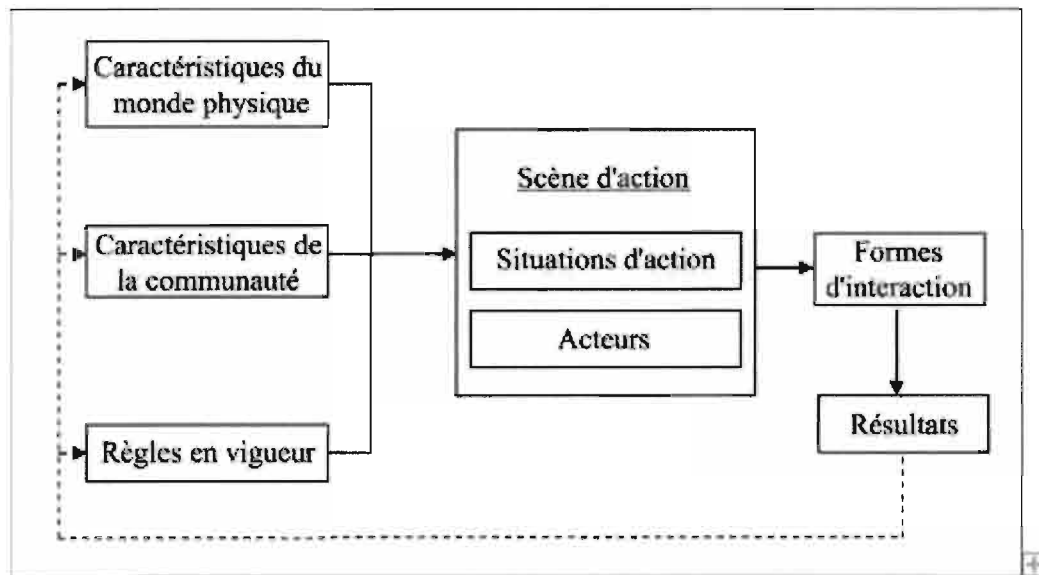 Caractéristiques du
monde physique
Caractéristiques de
la communauté
Règles en vigueur
Scène d'action
Situations d'action
Acteurs
Formes
d'interaction
Résultats